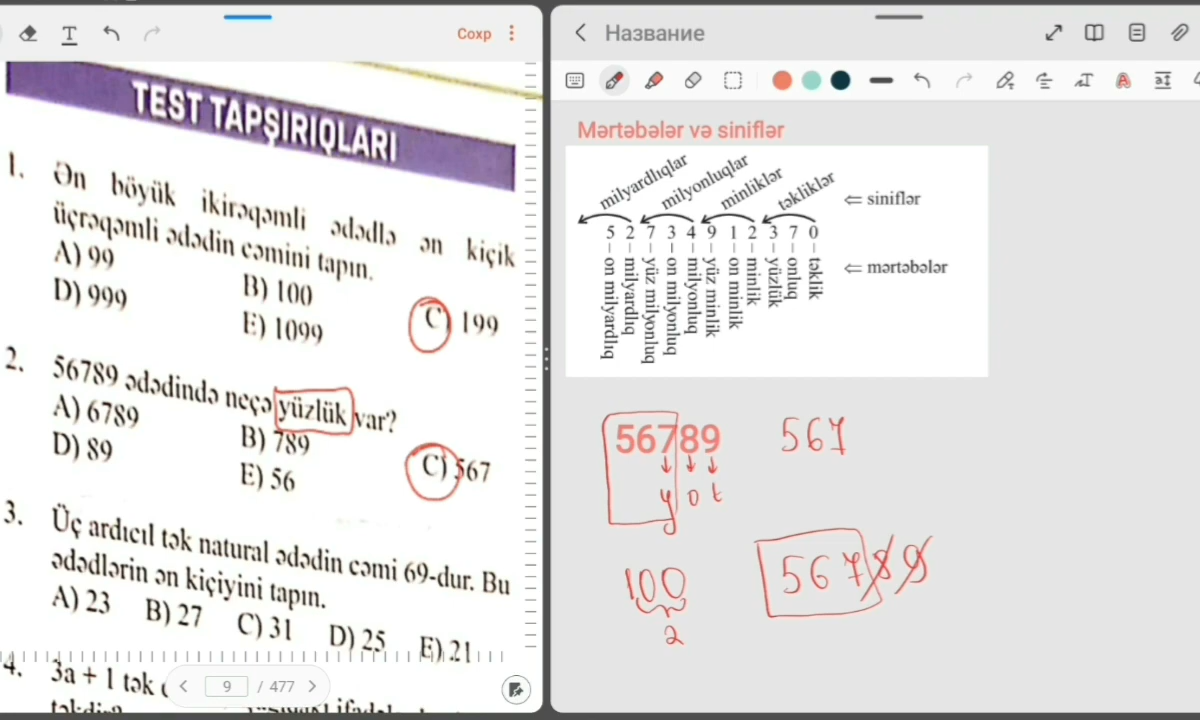 Сохр
TEST TAPŞIRIQLARI
1. Ən böyük ikirəqəmli ədədlə ən kiçik
üçrəqəmli ədədin cəmini tapın.
A) 99 B) 100 C) 199
D) 999 E) 1099
2. 56789 ədədində neçə yüzlük var?
A) 6789 B) 789 C) 567
D) 89 E) 56
3. Üç ardıcıl tək natural ədədin cəmi 69-dur. Bu
ədədlərin ən kiçiyini tapın.
A) 23 B) 27 C) 31 D) 25 E) 21
4. 3a + 1 tək
9 / 477
Название
Mərtəbələr və siniflər
milyardlıqlar milyonluqlar minliklər təkliklər
⇐ siniflər
5 2 7 3 4 9 1 2 3 7 0
– on milyardlıq
– milyardlıq
– yüz milyonluq
– on milyonluq
– milyonluq
– yüz minlik
– on minlik
– minlik
– yüzlük
– onluq
– təklik
⇐ mərtəbələr
56789 567
y o t
100 56789
2